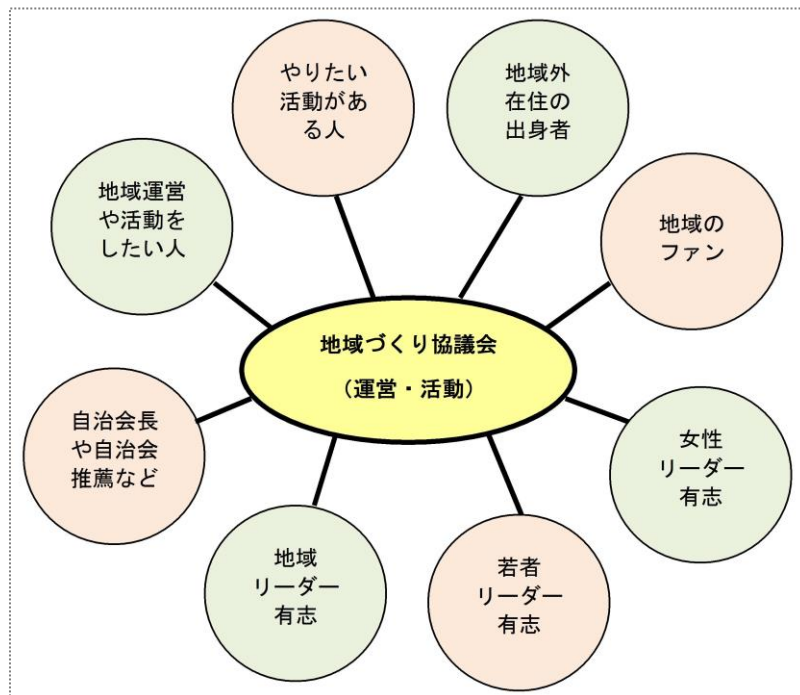 やりたい
活動があ
る人
地域外
在住の
出身者
地域運営
や活動を
したい人
地域の
ファン
地域づくり協議会
（運営・活動）
自治会長
や自治会
推薦など
女性
リーダー
有志
地域
リーダー
有志
若者
リーダー
有志